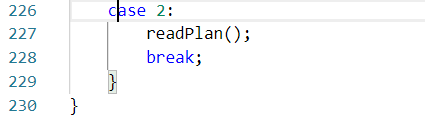 226 case 2:
227 readPlan();
228 break;
229 }
230 }